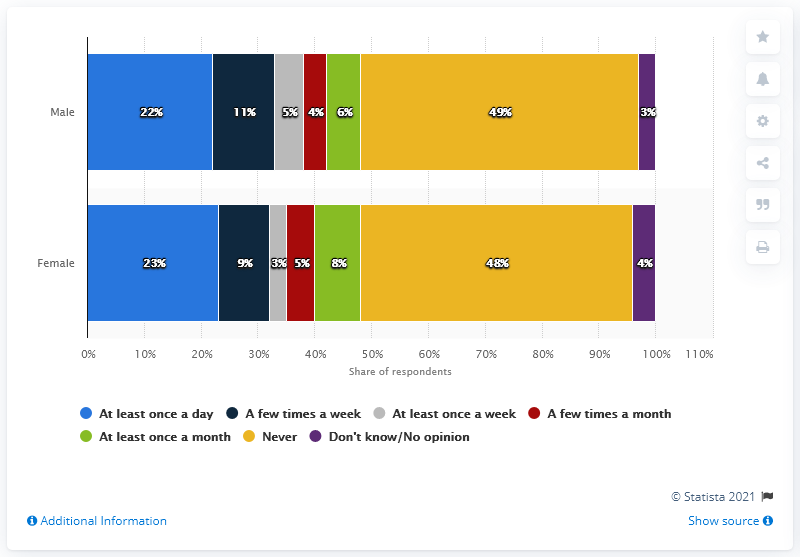 Male
22% 11% 5% 4% 6% 49% 3%
Female
23% 9% 3% 5% 8% 48% 4%
0% 10% 20% 30% 40% 50% 60% 70% 80% 90% 100% 110%
Share of respondents
At least once a day A few times a week At least once a week A few times a month
At least once a month Never Don't know/No opinion
© Statista 2021
Additional Information Show source